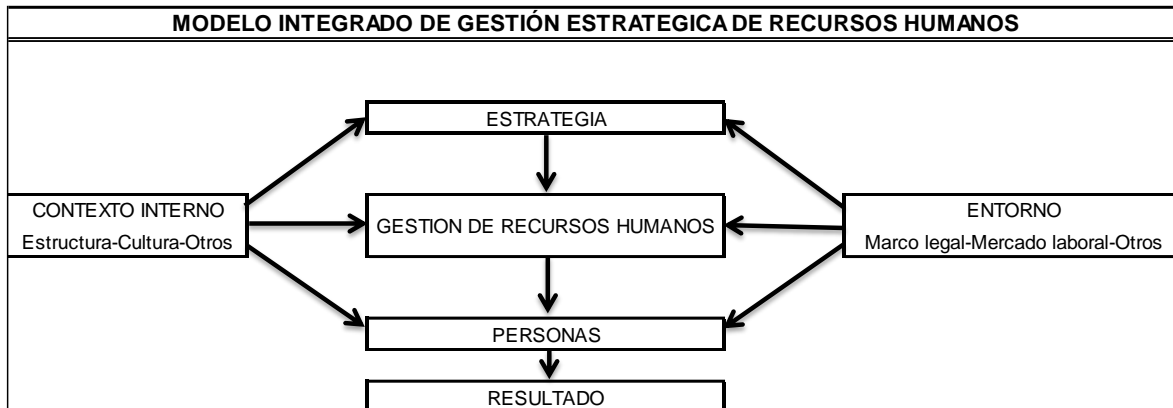 MODELO INTEGRADO DE GESTIÓN ESTRATEGICA DE RECURSOS HUMANOS
ESTRATEGIA
CONTEXTO INTERNO
Estructura-Cultura-Otros
GESTION DE RECURSOS HUMANOS
ENTORNO
Marco legal-Mercado laboral-Otros
PERSONAS
RESULTADO